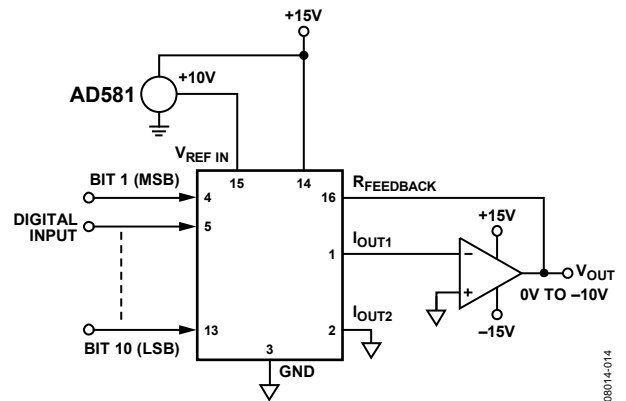 +15V
+10V
AD581
VREF IN
BIT 1 (MSB)
15
14
RFEEDBACK
4
16
DIGITAL
INPUT
5
+15V
IOUT1
1
–
VOUT
+
0V TO –10V
IOUT2
–15V
13
2
BIT 10 (LSB)
3
GND
08014-014